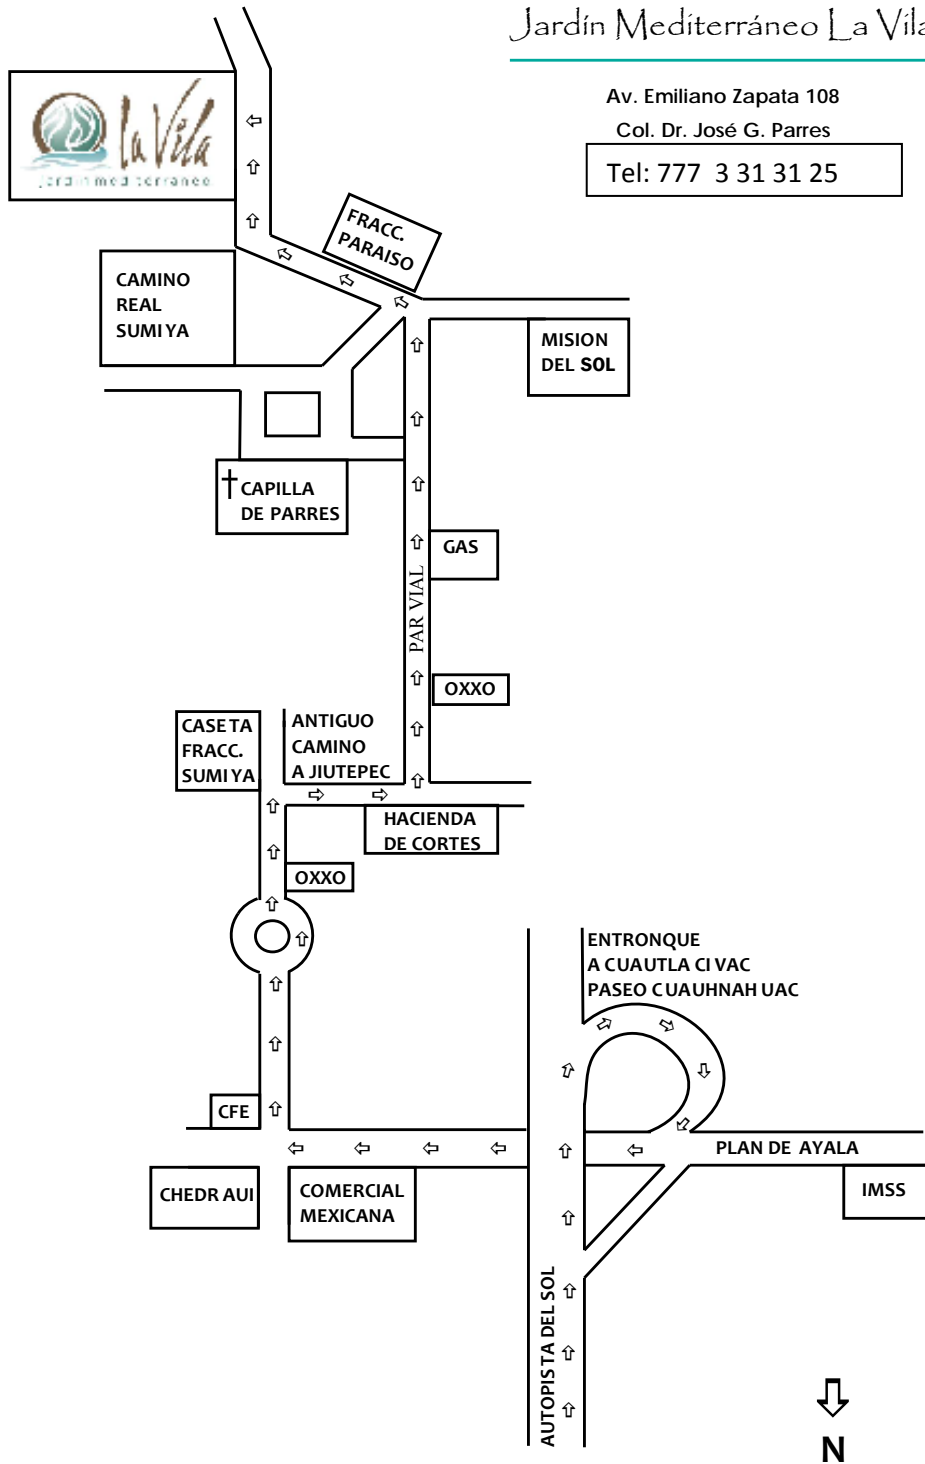 Jardín Mediterráneo La Vila
Av. Emiliano Zapata 108
Col. Dr. José G. Parres
Tel: 777 3 31 31 25
la Vila
jardín mediterraneo
FRACC.
PARAISO
CAMINO
REAL
SUMIYA
MISION
DEL SOL
CAPILLA
DE PARRES
GAS
PAR VIAL
OXXO
CASETA
FRACC.
SUMIYA
ANTIGUO
CAMINO
A JIUTEPEC
HACIENDA
DE CORTES
OXXO
ENTRONQUE
A CUAUTLA CIVAC
PASEO CUAUHNAHUAC
CFE
PLAN DE AYALA
CHEDRAUI
COMERCIAL
MEXICANA
IMSS
AUTOPISTA DEL SOL
N